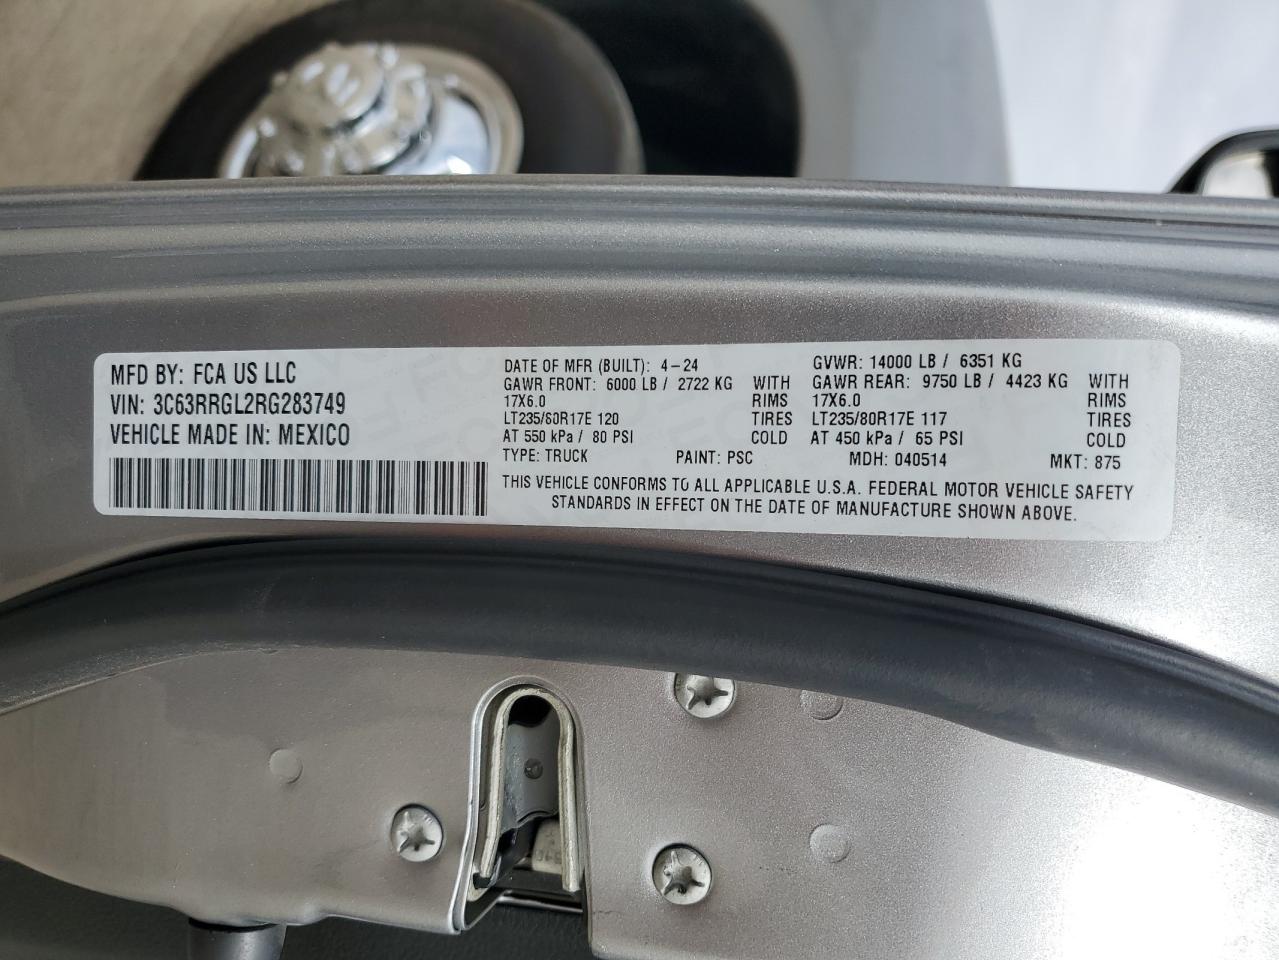 MFD BY: FCA US LLC
VIN: 3C63RRGL2RG283749
VEHICLE MADE IN: MEXICO
DATE OF MFR (BUILT): 4-24
GAWR FRONT: 6000 LB / 2722 KG WITH
17X6.0 RIMS
LT235/80R17E 120 TIRES
AT 550 kPa / 80 PSI COLD
GVWR: 14000 LB / 6351 KG
GAWR REAR: 9750 LB / 4423 KG WITH
17X6.0 RIMS
LT235/80R17E 117 TIRES
AT 450 kPa / 65 PSI COLD
TYPE: TRUCK PAINT: PSC MDH: 040514 MKT: 875
THIS VEHICLE CONFORMS TO ALL APPLICABLE U.S.A. FEDERAL MOTOR VEHICLE SAFETY
STANDARDS IN EFFECT ON THE DATE OF MANUFACTURE SHOWN ABOVE.